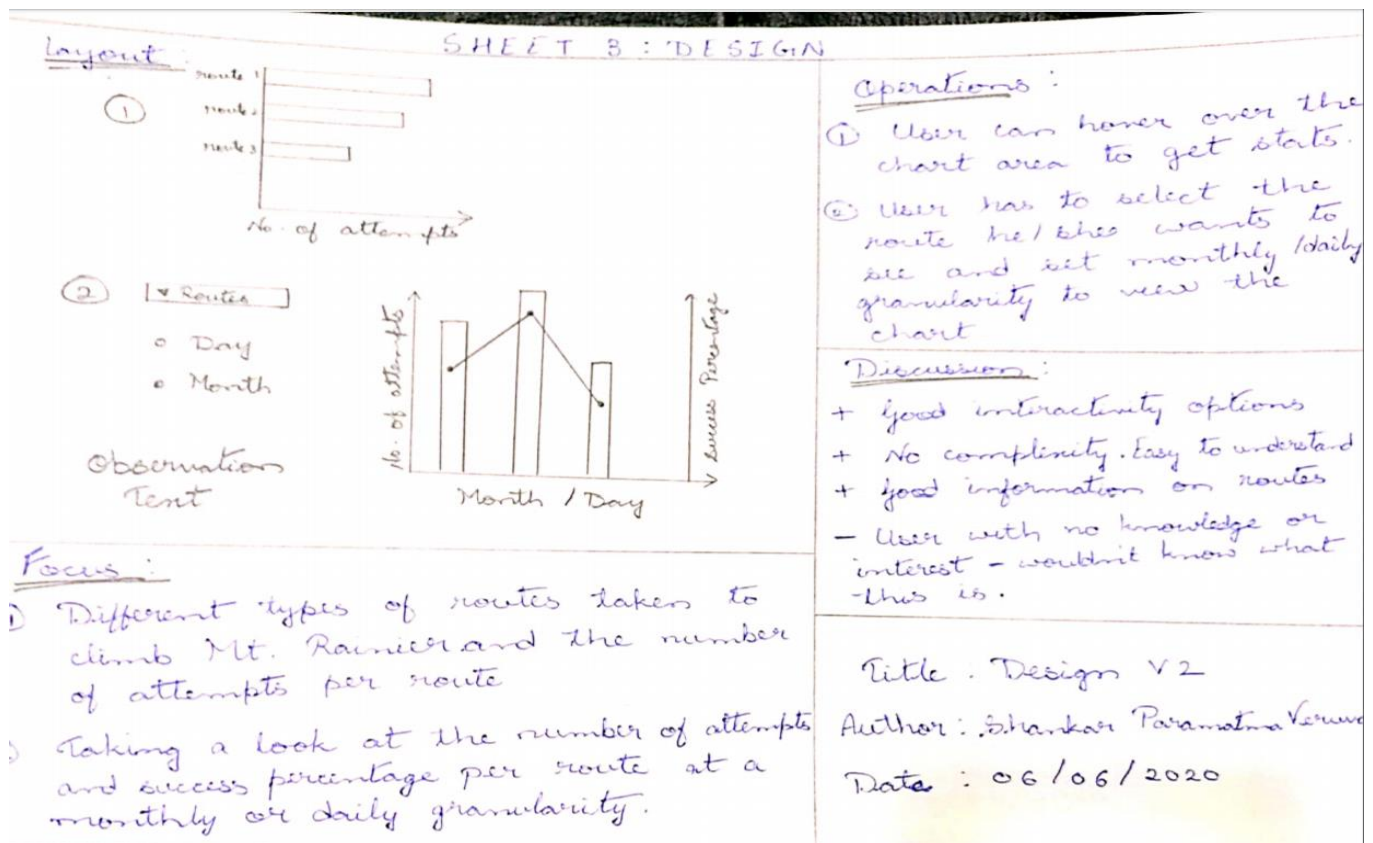 SHEET 3 : DESIGN
Layout :
①
route 1
route 2
route 3
No. of attempts
②
▾ Routes
Day
Month
Observation
Text
No. of attempts
Success Percentage
Month / Day
Focus :
① Different types of routes taken to
climb Mt. Rainier and the number
of attempts per route
Taking a look at the number of attempts
and success percentage per route at a
monthly or daily granularity.
Operations :
① User can hover over the
chart area to get stats.
② User has to select the
route he/shes wants to
see and set monthly /daily
granularity to view the
chart
Discussion :
+ Good interactivity options
+ No complixity. Easy to understand
+ Good information on routes
- User with no knowledge or
interest - wouldn't know what
this is.
Title : Design V2
Author : Shankar Paramatma
Date : 06/06/2020